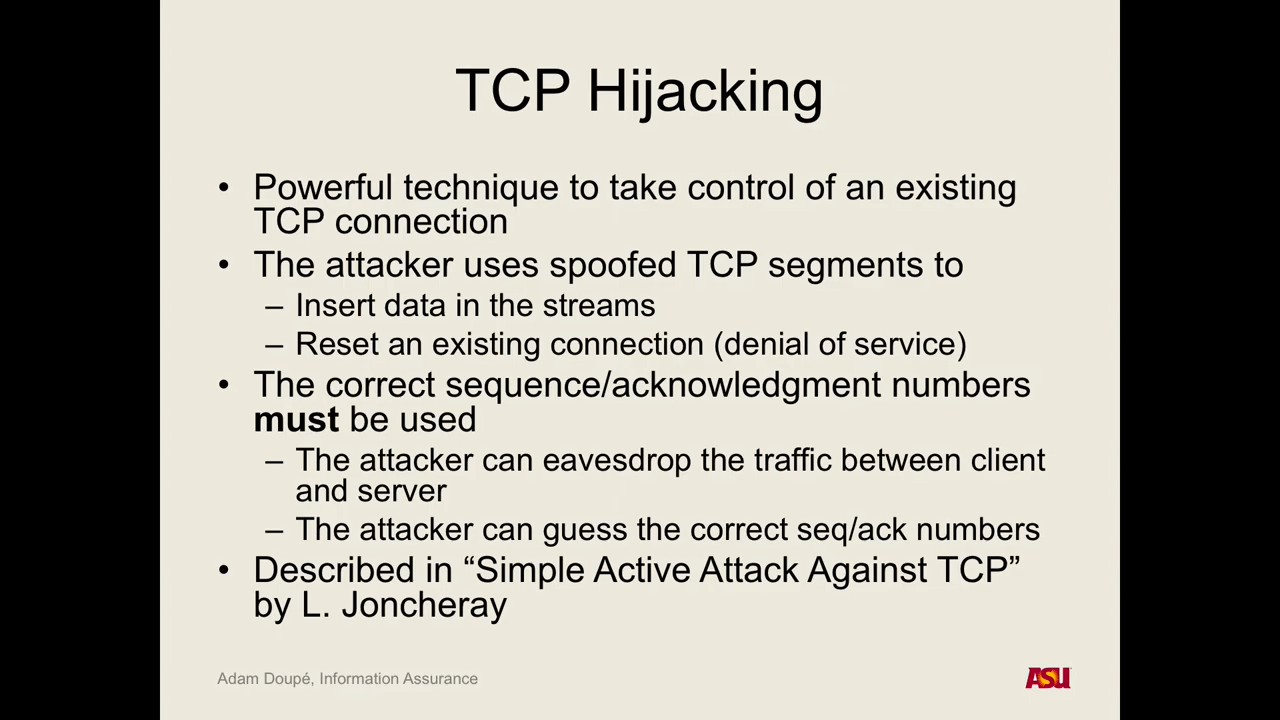 TCP Hijacking
• Powerful technique to take control of an existing
TCP connection
• The attacker uses spoofed TCP segments to
– Insert data in the streams
– Reset an existing connection (denial of service)
• The correct sequence/acknowledgment numbers
must be used
– The attacker can eavesdrop the traffic between client
and server
– The attacker can guess the correct seq/ack numbers
• Described in “Simple Active Attack Against TCP”
by L. Joncheray
Adam Doupé, Information Assurance
ASU